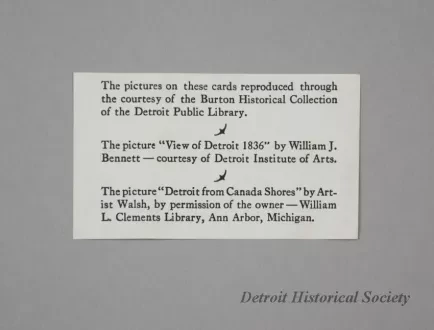 The pictures on these cards reproduced through
the courtesy of the Burton Historical Collection
of the Detroit Public Library.
The picture "View of Detroit 1836" by William J.
Bennett — courtesy of Detroit Institute of Arts.
The picture "Detroit from Canada Shores" by Art-
ist Walsh, by permission of the owner — William
L. Clements Library, Ann Arbor, Michigan.
Detroit Historical Society